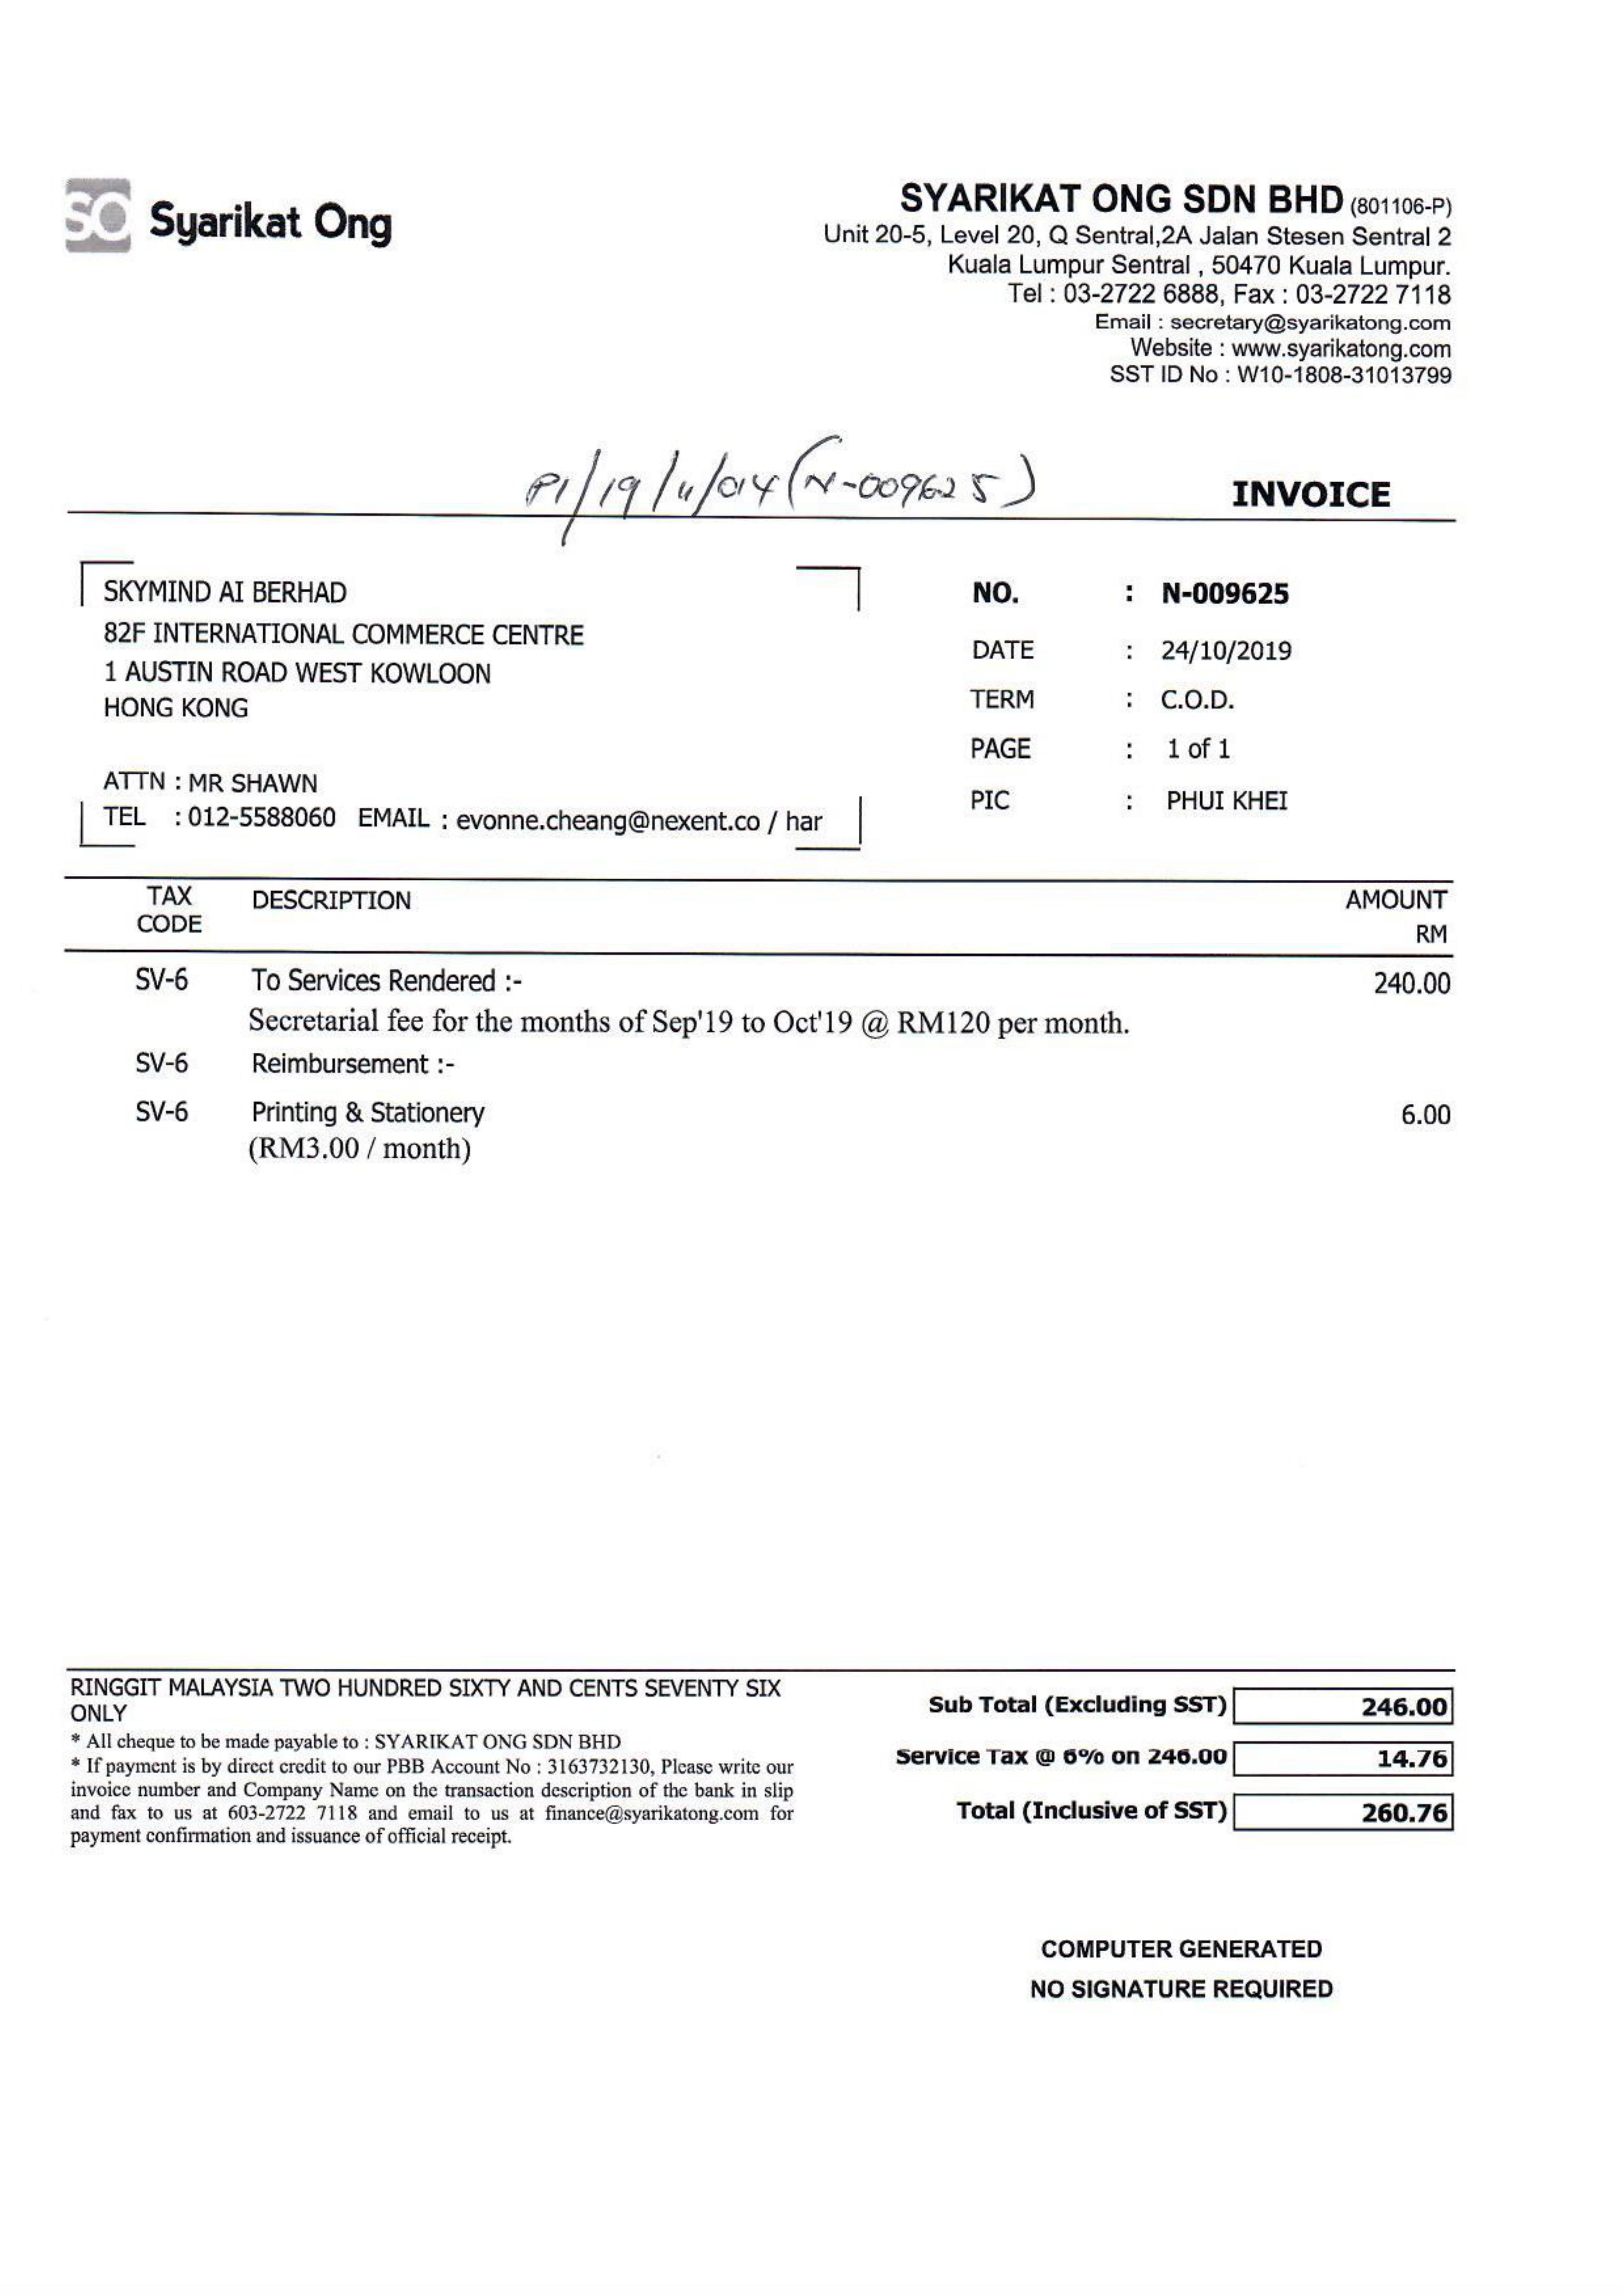 SO Syarikat Ong
SYARIKAT ONG SDN BHD (801106-P)
Unit 20-5, Level 20, Q Sentral,2A Jalan Stesen Sentral 2
Kuala Lumpur Sentral , 50470 Kuala Lumpur.
Tel : 03-2722 6888, Fax : 03-2722 7118
Email : secretary@syarikatong.com
Website : www.syarikatong.com
SST ID No : W10-1808-31013799
PI/19/11/014 (N-009625)
INVOICE
SKYMIND AI BERHAD
82F INTERNATIONAL COMMERCE CENTRE
1 AUSTIN ROAD WEST KOWLOON
HONG KONG
ATTN : MR SHAWN
TEL : 012-5588060 EMAIL : evonne.cheang@nexent.co / har
NO. : N-009625
DATE : 24/10/2019
TERM : C.O.D.
PAGE : 1 of 1
PIC : PHUI KHEI
TAX CODE DESCRIPTION AMOUNT
RM
SV-6 To Services Rendered :- 240.00
Secretarial fee for the months of Sep'19 to Oct'19 @ RM120 per month.
SV-6 Reimbursement :-
SV-6 Printing & Stationery 6.00
(RM3.00 / month)
RINGGIT MALAYSIA TWO HUNDRED SIXTY AND CENTS SEVENTY SIX
ONLY
* All cheque to be made payable to : SYARIKAT ONG SDN BHD
* If payment is by direct credit to our PBB Account No : 3163732130, Please write our
invoice number and Company Name on the transaction description of the bank in slip
and fax to us at 603-2722 7118 and email to us at finance@syarikatong.com for
payment confirmation and issuance of official receipt.
Sub Total (Excluding SST) 246.00
Service Tax @ 6% on 246.00 14.76
Total (Inclusive of SST) 260.76
COMPUTER GENERATED
NO SIGNATURE REQUIRED